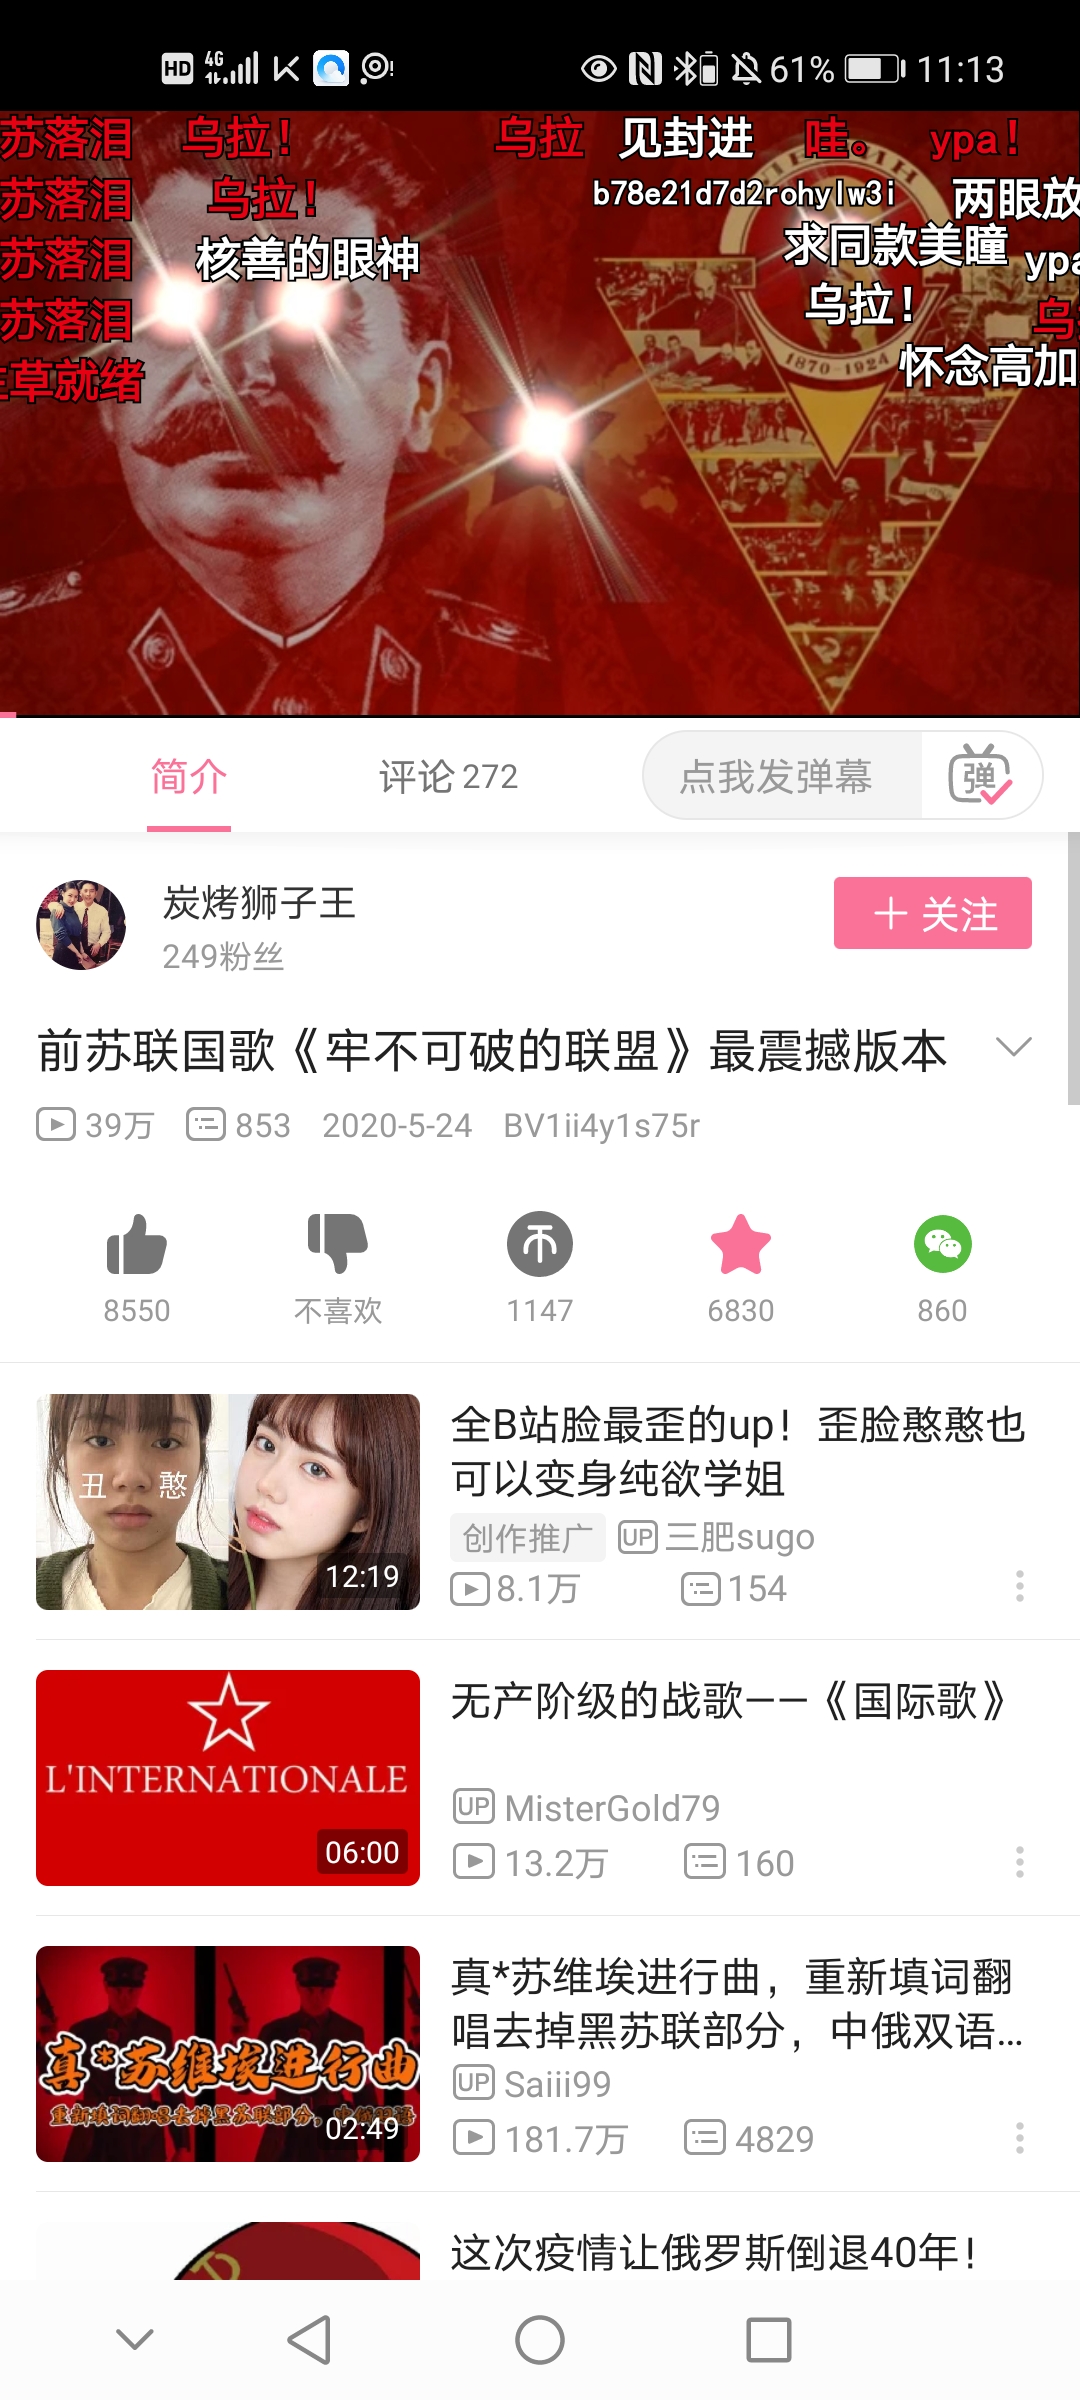 HD 4G 61% 11:13
苏落泪 乌拉！ 乌拉 见封进 哇。 ypa！
苏落泪 乌拉！ b78e21d7d2rohylw3i 两眼放
苏落泪 核善的眼神 求同款美瞳 ypa
苏落泪 乌拉！ 乌
草就绪 怀念高加
1870-1924
简介 评论 272 点我发弹幕 弹
炭烤狮子王
249粉丝
+ 关注
前苏联国歌《牢不可破的联盟》最震撼版本
39万 853 2020-5-24 BV1ii4y1s75r
8550 不喜欢 1147 6830 860
丑 憨
12:19
全B站脸最歪的up！歪脸憨憨也
可以变身纯欲学姐
创作推广 UP 三肥sugo
8.1万 154
L'INTERNATIONALE
06:00
无产阶级的战歌——《国际歌》
UP MisterGold79
13.2万 160
真*苏维埃进行曲
重新填词翻唱去掉黑苏联部分，中俄双语
02:49
真*苏维埃进行曲，重新填词翻
唱去掉黑苏联部分，中俄双语...
UP Saiii99
181.7万 4829
这次疫情让俄罗斯倒退40年！